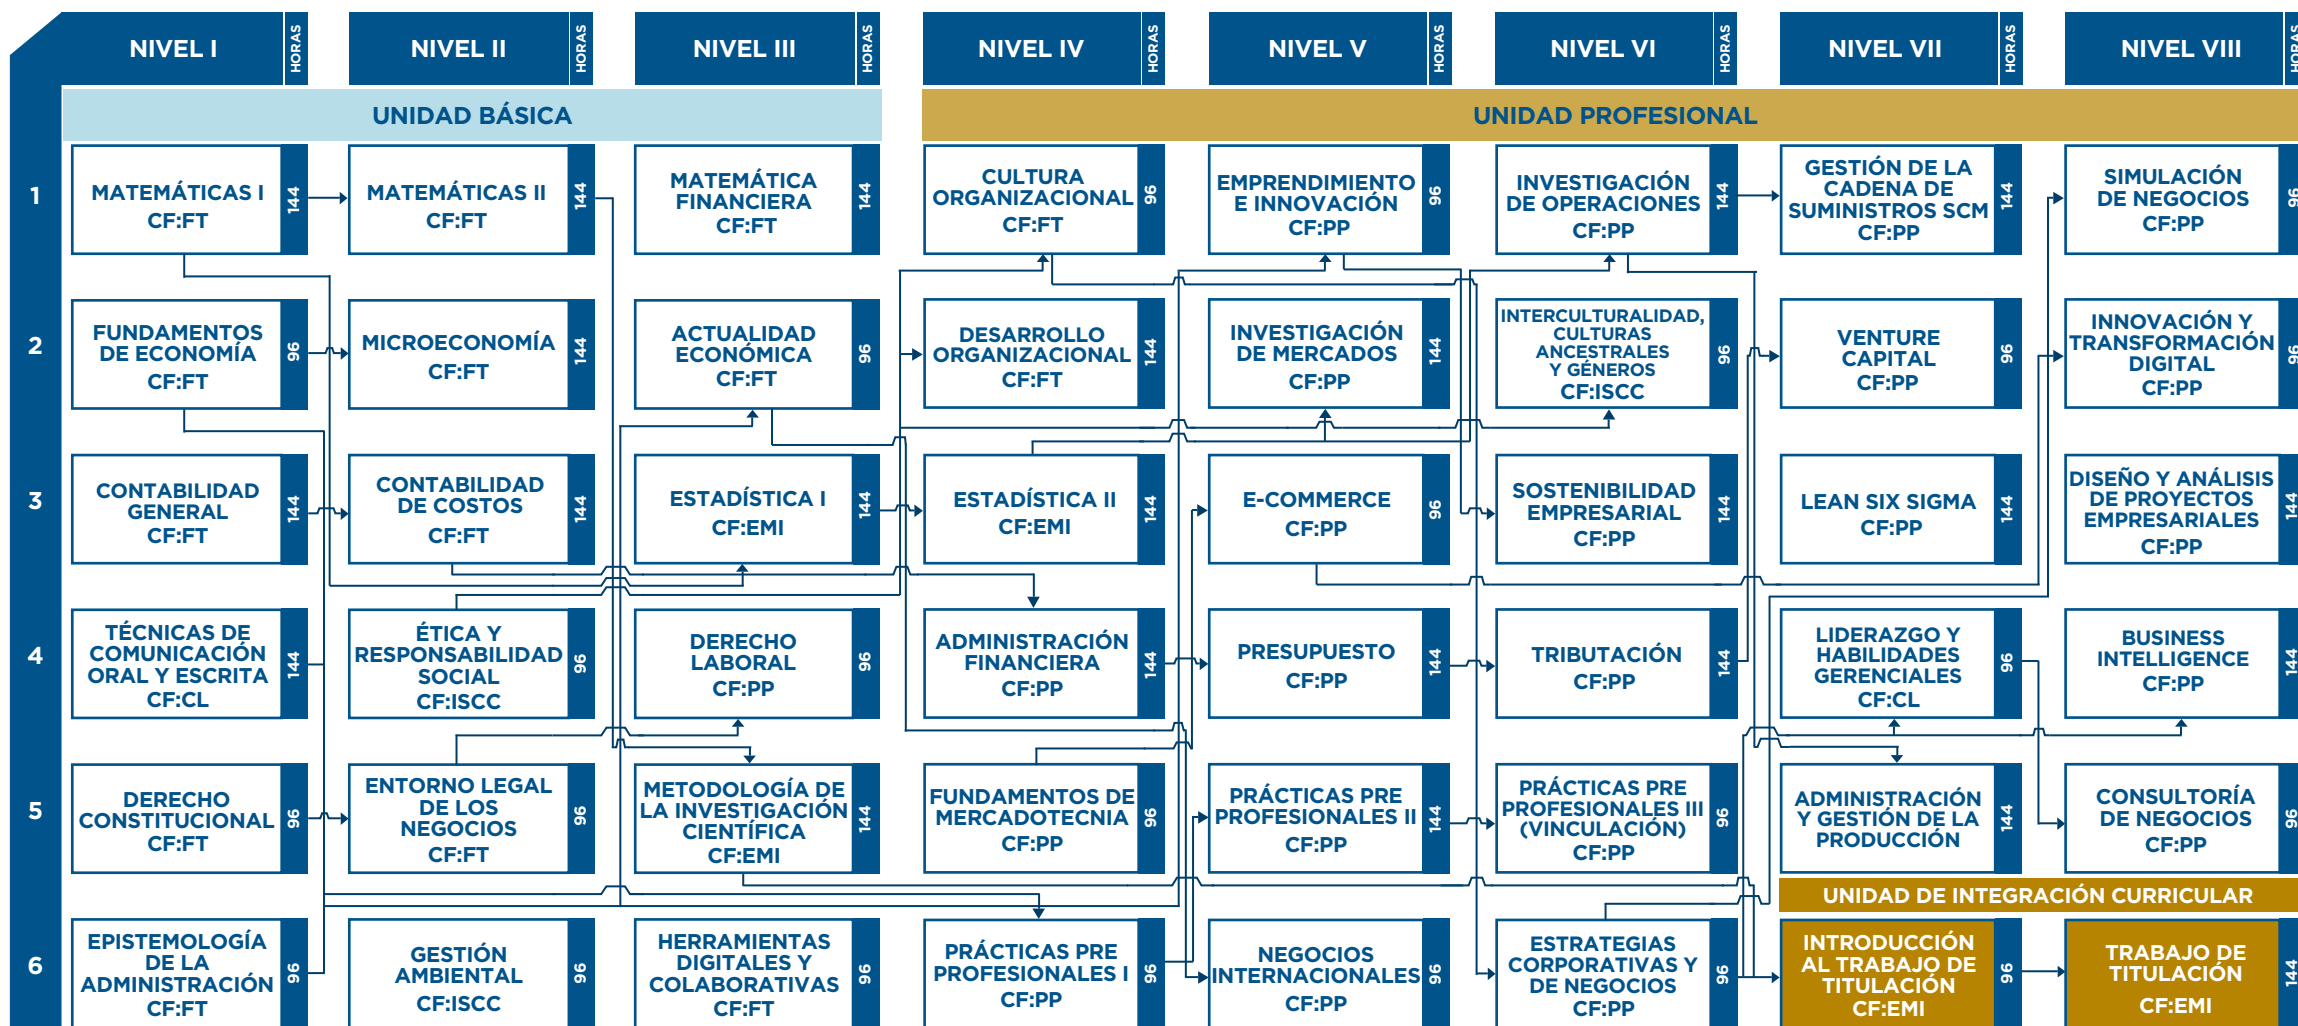 NIVEL I HORAS NIVEL II HORAS NIVEL III HORAS NIVEL IV HORAS NIVEL V HORAS NIVEL VI HORAS NIVEL VII HORAS NIVEL VIII HORAS
UNIDAD BÁSICA
UNIDAD PROFESIONAL
1
MATEMÁTICAS I
CF:FT
144
MATEMÁTICAS II
CF:FT
144
MATEMÁTICA
FINANCIERA
CF:FT
144
CULTURA
ORGANIZACIONAL
CF:FT
96
EMPRENDIMIENTO
E INNOVACIÓN
CF:PP
96
INVESTIGACIÓN
DE OPERACIONES
CF:PP
144
GESTIÓN DE LA
CADENA DE
SUMINISTROS SCM
CF:PP
144
SIMULACIÓN
DE NEGOCIOS
CF:PP
96
2
FUNDAMENTOS
DE ECONOMÍA
CF:FT
96
MICROECONOMÍA
CF:FT
144
ACTUALIDAD
ECONÓMICA
CF:FT
96
DESARROLLO
ORGANIZACIONAL
CF:FT
144
INVESTIGACIÓN
DE MERCADOS
CF:PP
144
INTERCULTURALIDAD,
CULTURAS
ANCESTRALES
Y GÉNEROS
CF:ISCC
96
VENTURE
CAPITAL
CF:PP
96
INNOVACIÓN Y
TRANSFORMACIÓN
DIGITAL
CF:PP
96
3
CONTABILIDAD
GENERAL
CF:FT
144
CONTABILIDAD
DE COSTOS
CF:FT
144
ESTADÍSTICA I
CF:EMI
144
ESTADÍSTICA II
CF:EMI
144
E-COMMERCE
CF:PP
96
SOSTENIBILIDAD
EMPRESARIAL
CF:PP
144
LEAN SIX SIGMA
CF:PP
144
DISEÑO Y ANÁLISIS
DE PROYECTOS
EMPRESARIALES
CF:PP
144
4
TÉCNICAS DE
COMUNICACIÓN
ORAL Y ESCRITA
CF:CL
144
ÉTICA Y
RESPONSABILIDAD
SOCIAL
CF:ISCC
96
DERECHO
LABORAL
CF:PP
96
ADMINISTRACIÓN
FINANCIERA
CF:PP
144
PRESUPUESTO
CF:PP
144
TRIBUTACIÓN
CF:PP
144
LIDERAZGO Y
HABILIDADES
GERENCIALES
CF:CL
96
BUSINESS
INTELLIGENCE
CF:PP
144
5
DERECHO
CONSTITUCIONAL
CF:FT
96
ENTORNO LEGAL
DE LOS
NEGOCIOS
CF:FT
96
METODOLOGÍA DE
LA INVESTIGACIÓN
CIENTÍFICA
CF:EMI
144
FUNDAMENTOS DE
MERCADOTECNIA
CF:PP
96
PRÁCTICAS PRE
PROFESIONALES II
CF:PP
144
PRÁCTICAS PRE
PROFESIONALES III
(VINCULACIÓN)
CF:PP
96
ADMINISTRACIÓN
Y GESTIÓN DE LA
PRODUCCIÓN
144
CONSULTORÍA
DE NEGOCIOS
CF:PP
96
UNIDAD DE INTEGRACIÓN CURRICULAR
6
EPISTEMOLOGÍA
DE LA
ADMINISTRACIÓN
CF:FT
96
GESTIÓN
AMBIENTAL
CF:ISCC
96
HERRAMIENTAS
DIGITALES Y
COLABORATIVAS
CF:FT
96
PRÁCTICAS PRE
PROFESIONALES I
CF:PP
96
NEGOCIOS
INTERNACIONALES
CF:PP
96
ESTRATEGIAS
CORPORATIVAS Y
DE NEGOCIOS
CF:PP
96
INTRODUCCIÓN
AL TRABAJO DE
TITULACIÓN
CF:EMI
96
TRABAJO DE
TITULACIÓN
CF:EMI
144